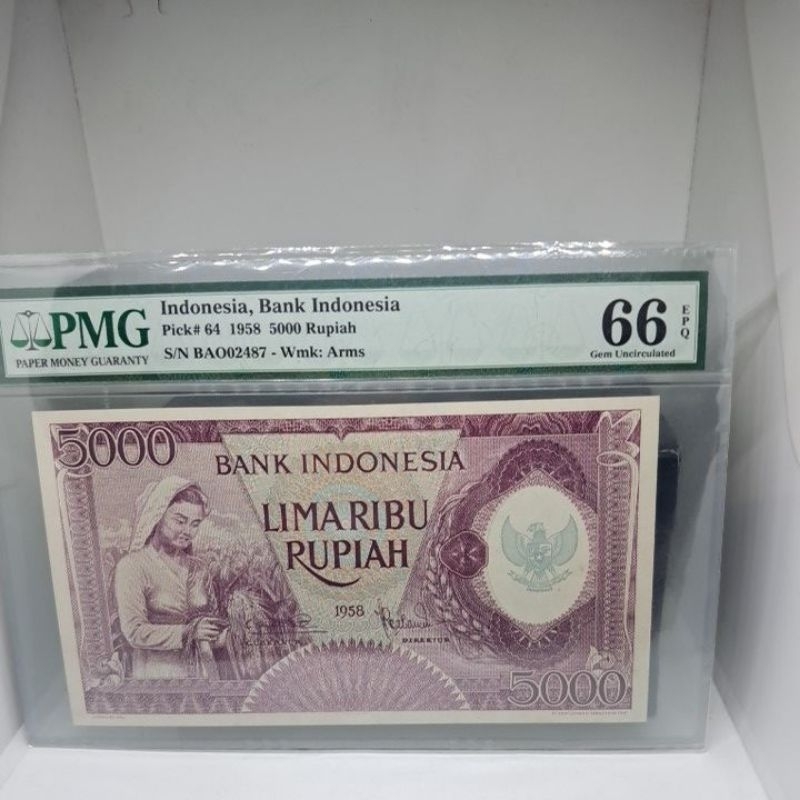 PMG
PAPER MONEY GUARANTY
Indonesia, Bank Indonesia
Pick# 64 1958 5000 Rupiah
S/N BAO02487 - Wmk: Arms
66
EPQ
Gem Uncirculated
5000
BANK INDONESIA
LIMA RIBU
RUPIAH
1958
DIREKTUR
5000